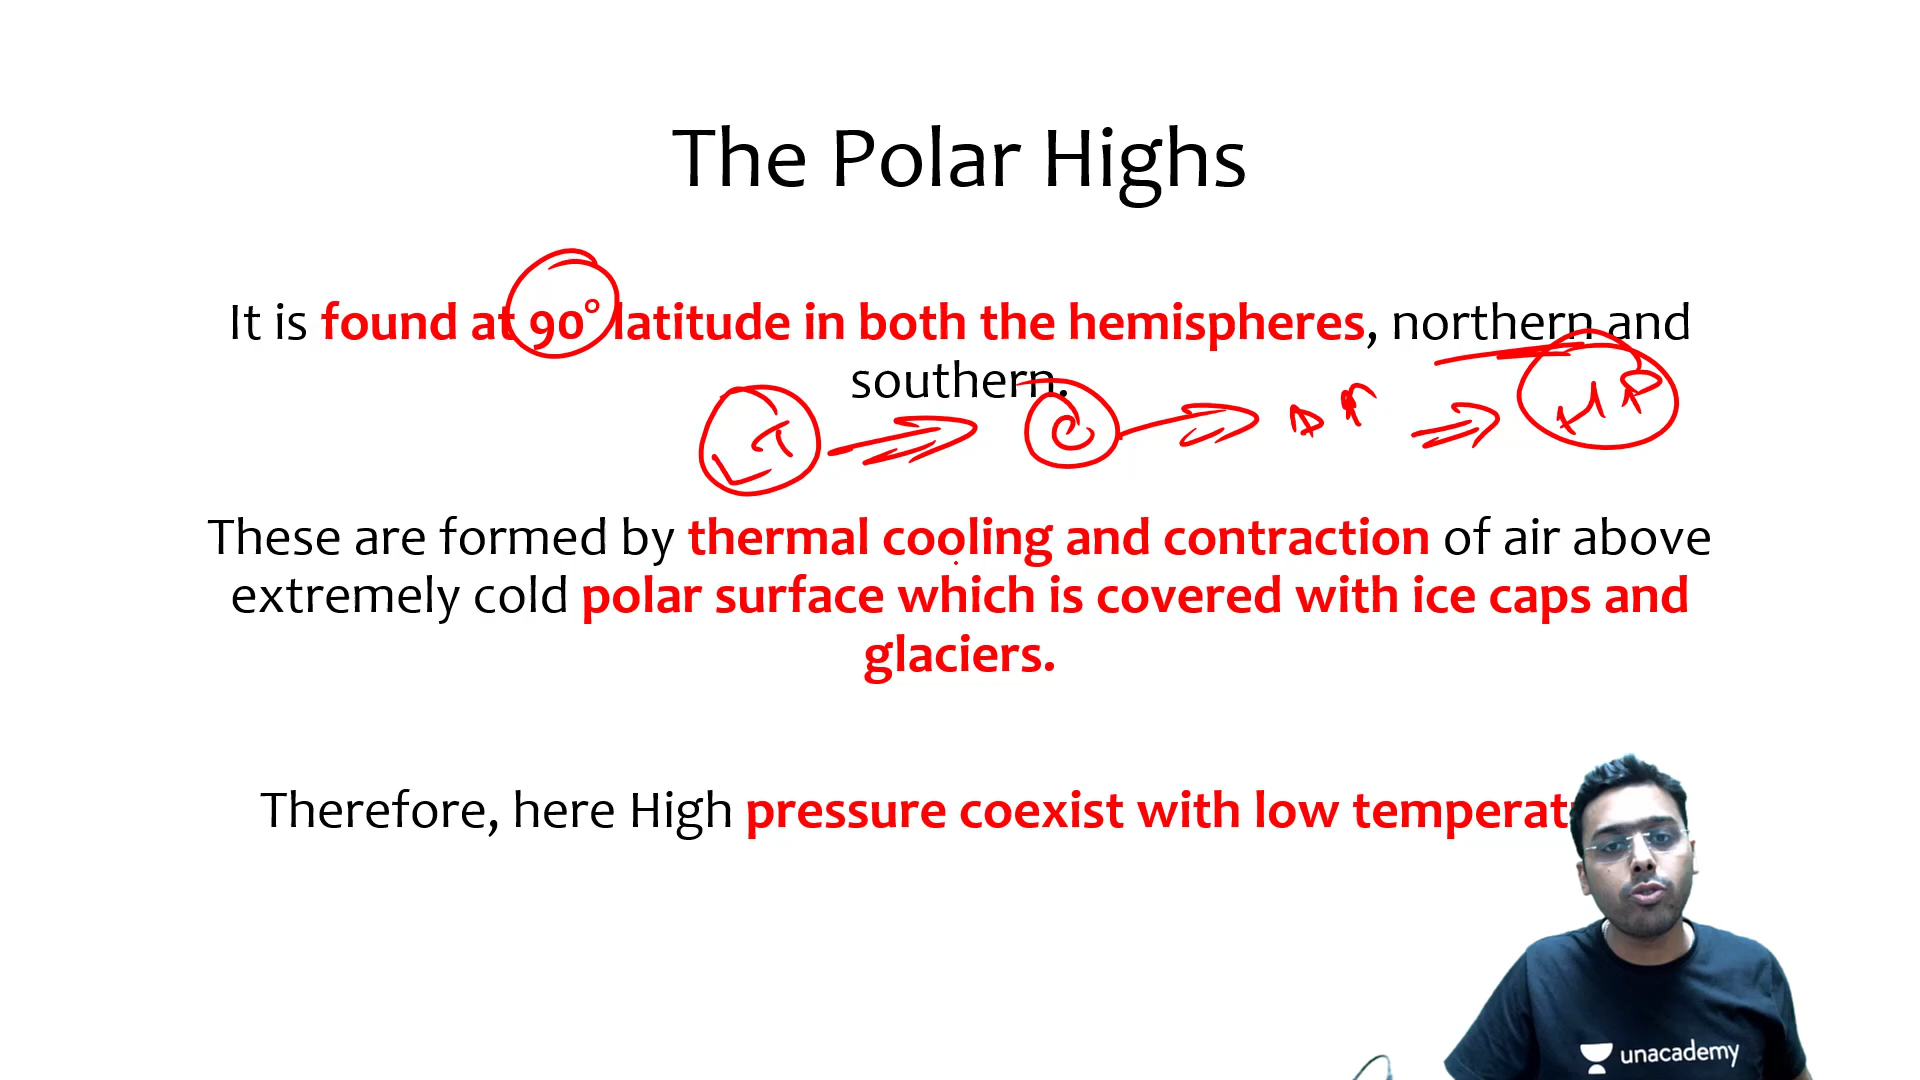 The Polar Highs
It is found at 90° latitude in both the hemispheres, northern and
southern.
LT C HP
These are formed by thermal cooling and contraction of air above
extremely cold polar surface which is covered with ice caps and
glaciers.
Therefore, here High pressure coexist with low
unacademy